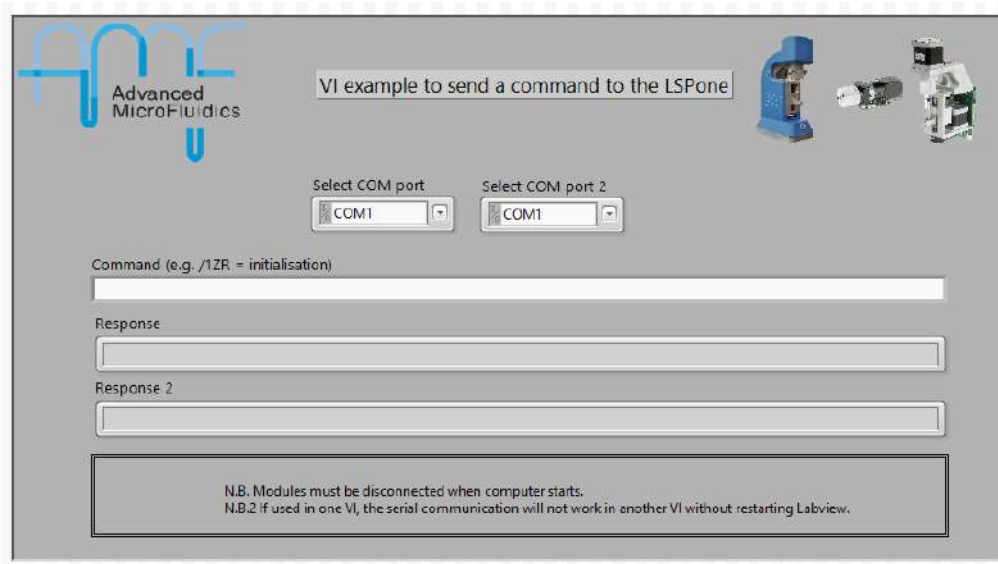 Advanced
MicroFluidics
VI example to send a command to the LSPone
Select COM port
Select COM port 2
COM1
COM1
Command (e.g. /1ZR = initialisation)
Response
Response 2
N.B. Modules must be disconnected when computer starts.
N.B.2 If used in one VI, the serial communication will not work in another VI without restarting Labview.